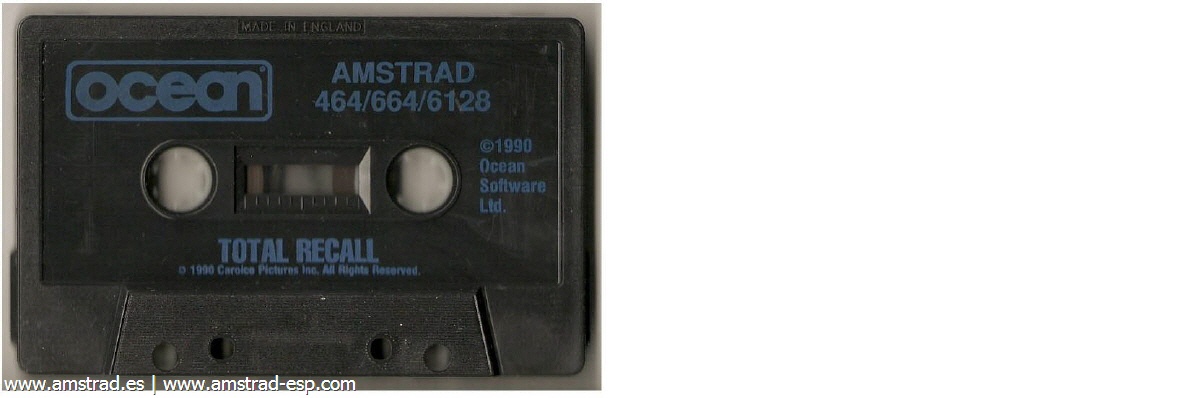 MADE IN ENGLAND
ocean
AMSTRAD
464/664/6128
©1990
Ocean
Software
Ltd.
TOTAL RECALL
© 1990 Carolco Pictures Inc. All Rights Reserved.
www.amstrad.es | www.amstrad-esp.com